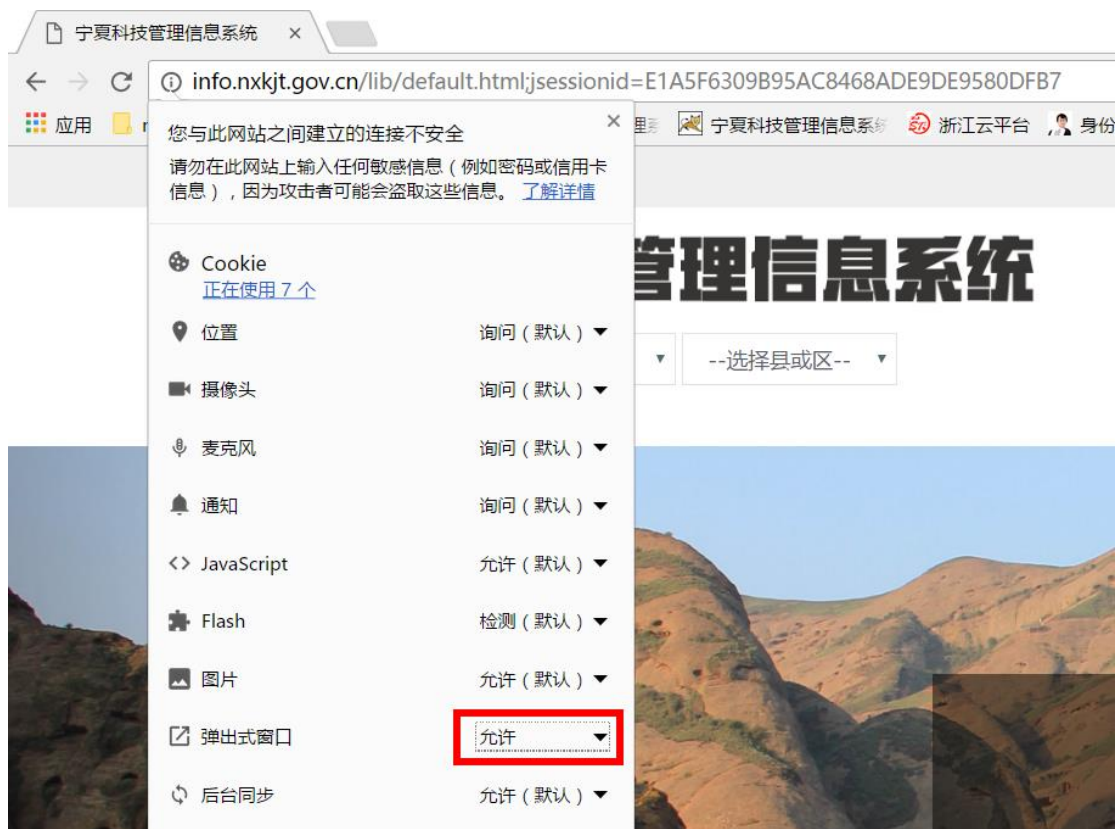 宁夏科技管理信息系统 ×
info.nxkjt.gov.cn/lib/default.html;jsessionid=E1A5F6309B95AC8468ADE9DE9580DFB7
应用 宁夏科技管理信息系 浙江云平台 身份
您与此网站之间建立的连接不安全 ×
请勿在此网站上输入任何敏感信息（例如密码或信用卡
信息），因为攻击者可能会盗取这些信息。 了解详情
管理信息系统
Cookie
正在使用 7 个
位置 询问（默认）
--选择县或区--
摄像头 询问（默认）
麦克风 询问（默认）
通知 询问（默认）
JavaScript 允许（默认）
Flash 检测（默认）
图片 允许（默认）
弹出式窗口 允许
后台同步 允许（默认）